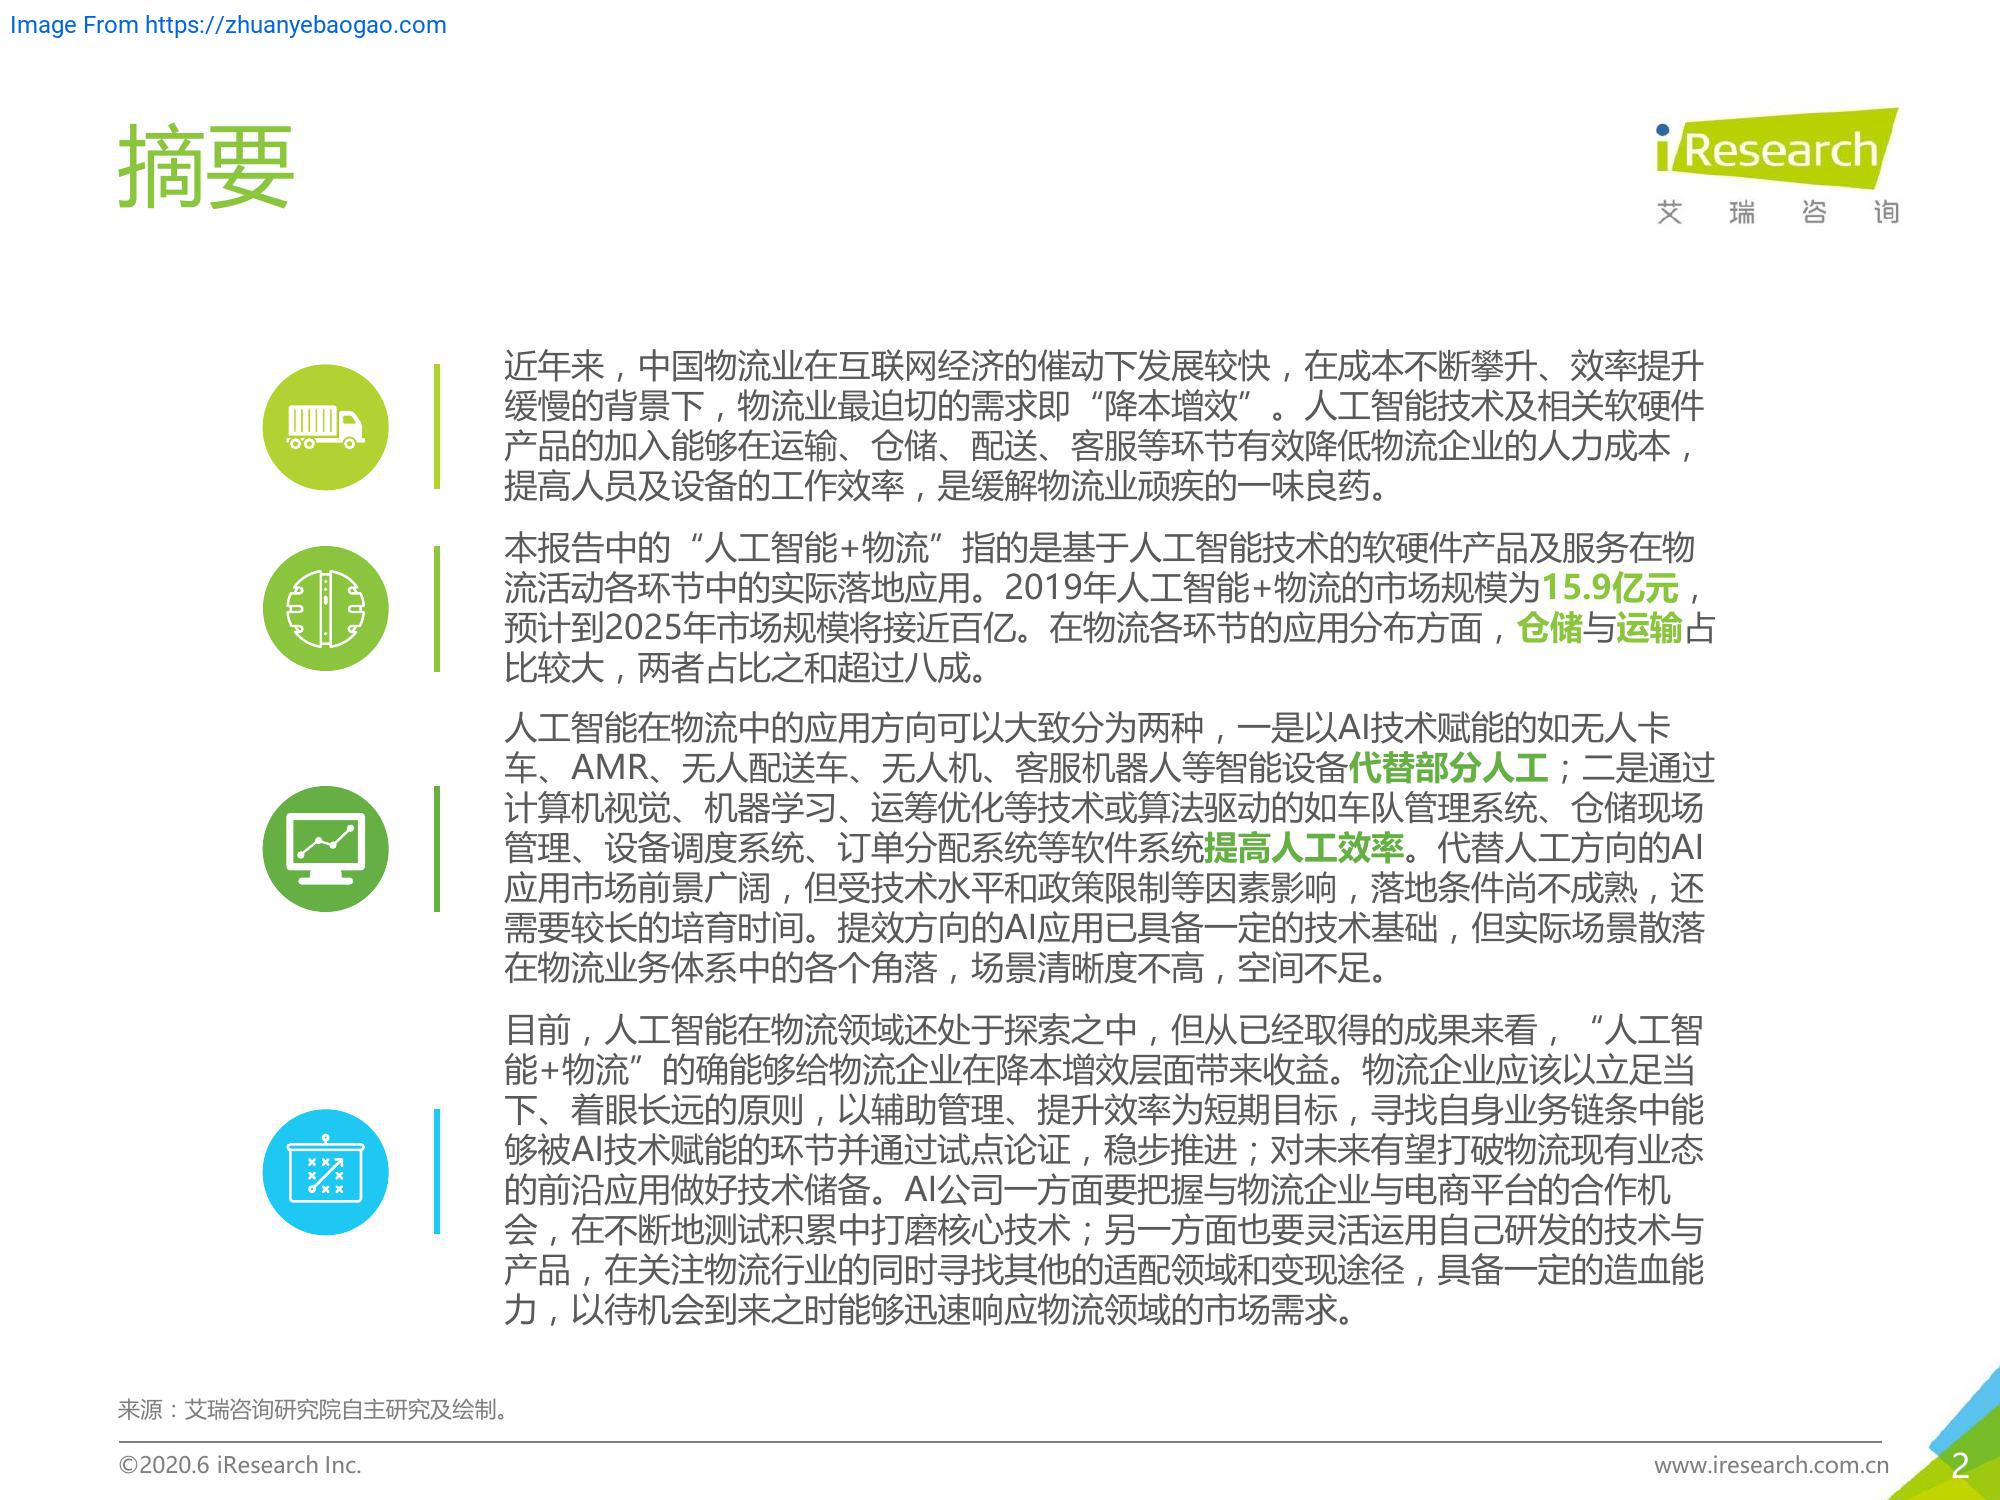 Image From https://zhuanyebaogao.com
摘要
iResearch
艾瑞咨询
近年来，中国物流业在互联网经济的催动下发展较快，在成本不断攀升、效率提升
缓慢的背景下，物流业最迫切的需求即“降本增效”。人工智能技术及相关软硬件
产品的加入能够在运输、仓储、配送、客服等环节有效降低物流企业的人力成本，
提高人员及设备的工作效率，是缓解物流业顽疾的一味良药。
本报告中的“人工智能+物流”指的是基于人工智能技术的软硬件产品及服务在物
流活动各环节中的实际落地应用。2019年人工智能+物流的市场规模为15.9亿元，
预计到2025年市场规模将接近百亿。在物流各环节的应用分布方面，仓储与运输占
比较大，两者占比之和超过八成。
人工智能在物流中的应用方向可以大致分为两种，一是以AI技术赋能的如无人卡
车、AMR、无人配送车、无人机、客服机器人等智能设备代替部分人工；二是通过
计算机视觉、机器学习、运筹优化等技术或算法驱动的如车队管理系统、仓储现场
管理、设备调度系统、订单分配系统等软件系统提高人工效率。代替人工方向的AI
应用市场前景广阔，但受技术水平和政策限制等因素影响，落地条件尚不成熟，还
需要较长的培育时间。提效方向的AI应用已具备一定的技术基础，但实际场景散落
在物流业务体系中的各个角落，场景清晰度不高，空间不足。
目前，人工智能在物流领域还处于探索之中，但从已经取得的成果来看，“人工智
能+物流”的确能够给物流企业在降本增效层面带来收益。物流企业应该以立足当
下、着眼长远的原则，以辅助管理、提升效率为短期目标，寻找自身业务链条中能
够被AI技术赋能的环节并通过试点论证，稳步推进；对未来有望打破物流现有业态
的前沿应用做好技术储备。AI公司一方面要把握与物流企业与电商平台的合作机
会，在不断地测试积累中打磨核心技术；另一方面也要灵活运用自己研发的技术与
产品，在关注物流行业的同时寻找其他的适配领域和变现途径，具备一定的造血能
力，以待机会到来之时能够迅速响应物流领域的市场需求。
来源：艾瑞咨询研究院自主研究及绘制。
©2020.6 iResearch Inc.
www.iresearch.com.cn
2